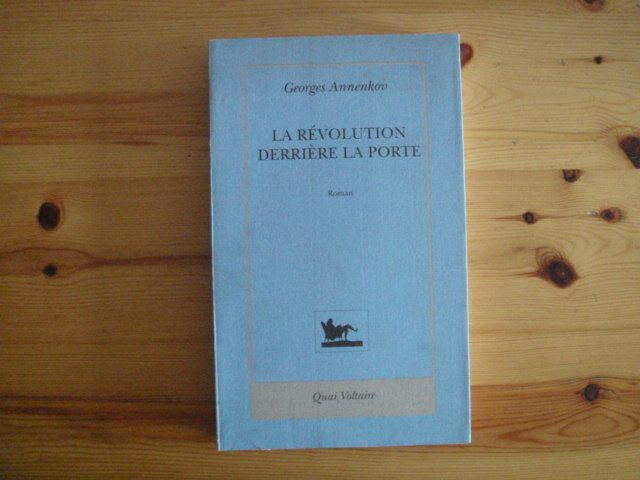 Georges Annenkov
LA RÉVOLUTION
DERRIÈRE LA PORTE
Roman
Quai Voltaire